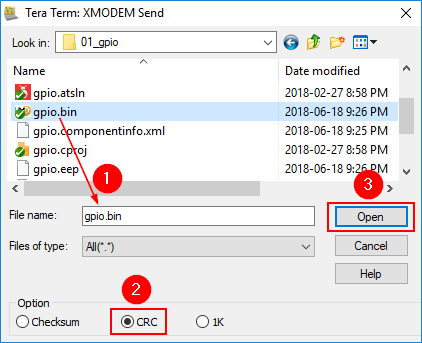 Tera Term: XMODEM Send
Look in: 01_gpio
Name Date modified
gpio.atsln 2018-02-27 8:58 PM
gpio.bin 2018-06-18 9:26 PM
gpio.componentinfo.xml 2018-06-18 9:26 PM
gpio.cproj 2018-02-27 8:58 PM
gpio.eep 2018-06-18 9:26 PM
1
3
File name: gpio.bin Open
Files of type: All(*.*) Cancel
Help
2
Option
Checksum CRC 1K